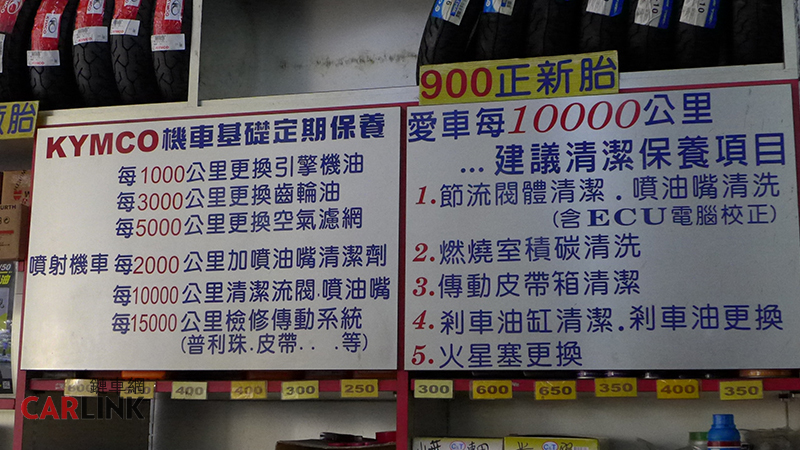 900正新胎
胎
KYMCO機車基礎定期保養
每1000公里更換引擎機油
每3000公里更換齒輪油
每5000公里更換空氣濾網
噴射機車 每2000公里加噴油嘴清潔劑
每10000公里清潔流閥.噴油嘴
每15000公里檢修傳動系統
(普利珠.皮帶...等)
愛車每10000公里
...建議清潔保養項目
1.節流閥體清潔.噴油嘴清洗
(含ECU電腦校正)
2.燃燒室積碳清洗
3.傳動皮帶箱清潔
4.剎車油缸清潔.剎車油更換
5.火星塞更換
400 400 300 250 300 600 650 350 400 350
鏈車網
CARLINK